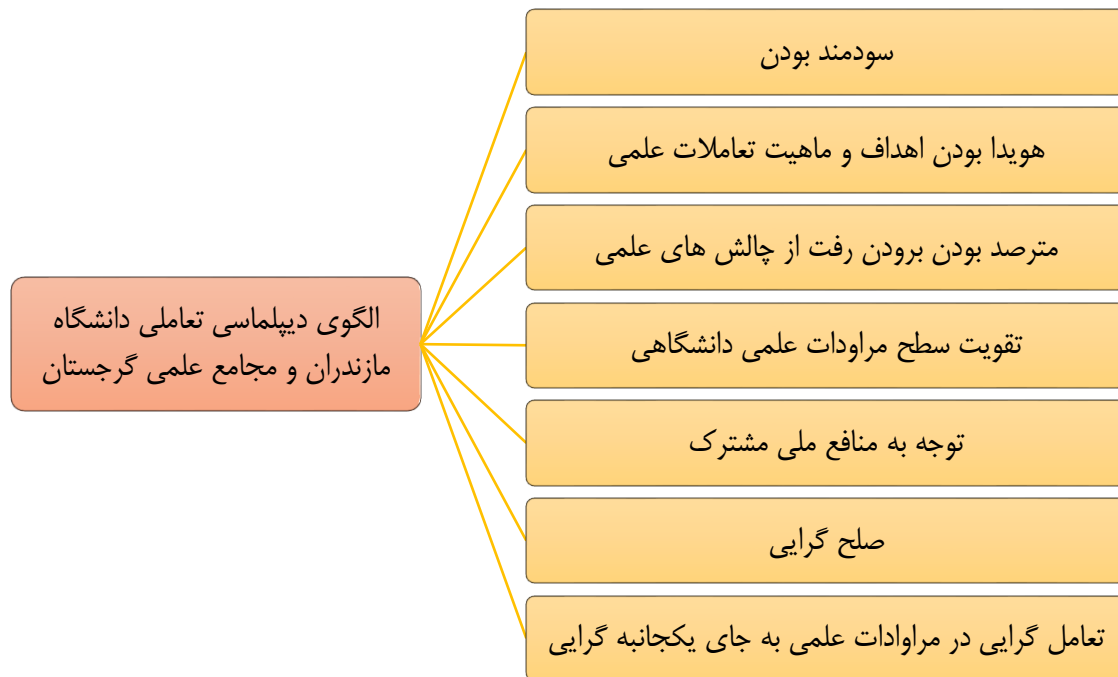 الگوی دیپلماسی تعاملی دانشگاه
مازندران و مجامع علمی گرجستان
سودمند بودن
هویدا بودن اهداف و ماهیت تعاملات علمی
مترصد بودن برودن رفت از چالش های علمی
تقویت سطح مراودات علمی دانشگاهی
توجه به منافع ملی مشترک
صلح گرایی
تعامل گرایی در مراوادات علمی به جای یکجانبه گرایی